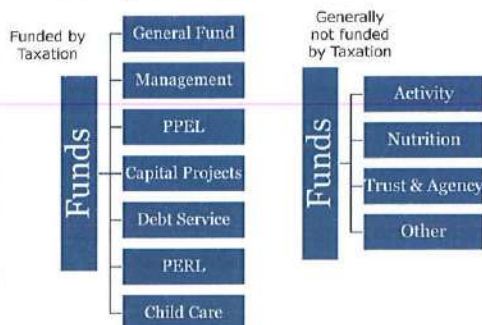 Funded by
Taxation
Funds
General Fund
Management
PPEL
Capital Projects
Debt Service
PERL
Child Care
Generally
not funded
by Taxation
Funds
Activity
Nutrition
Trust & Agency
Other